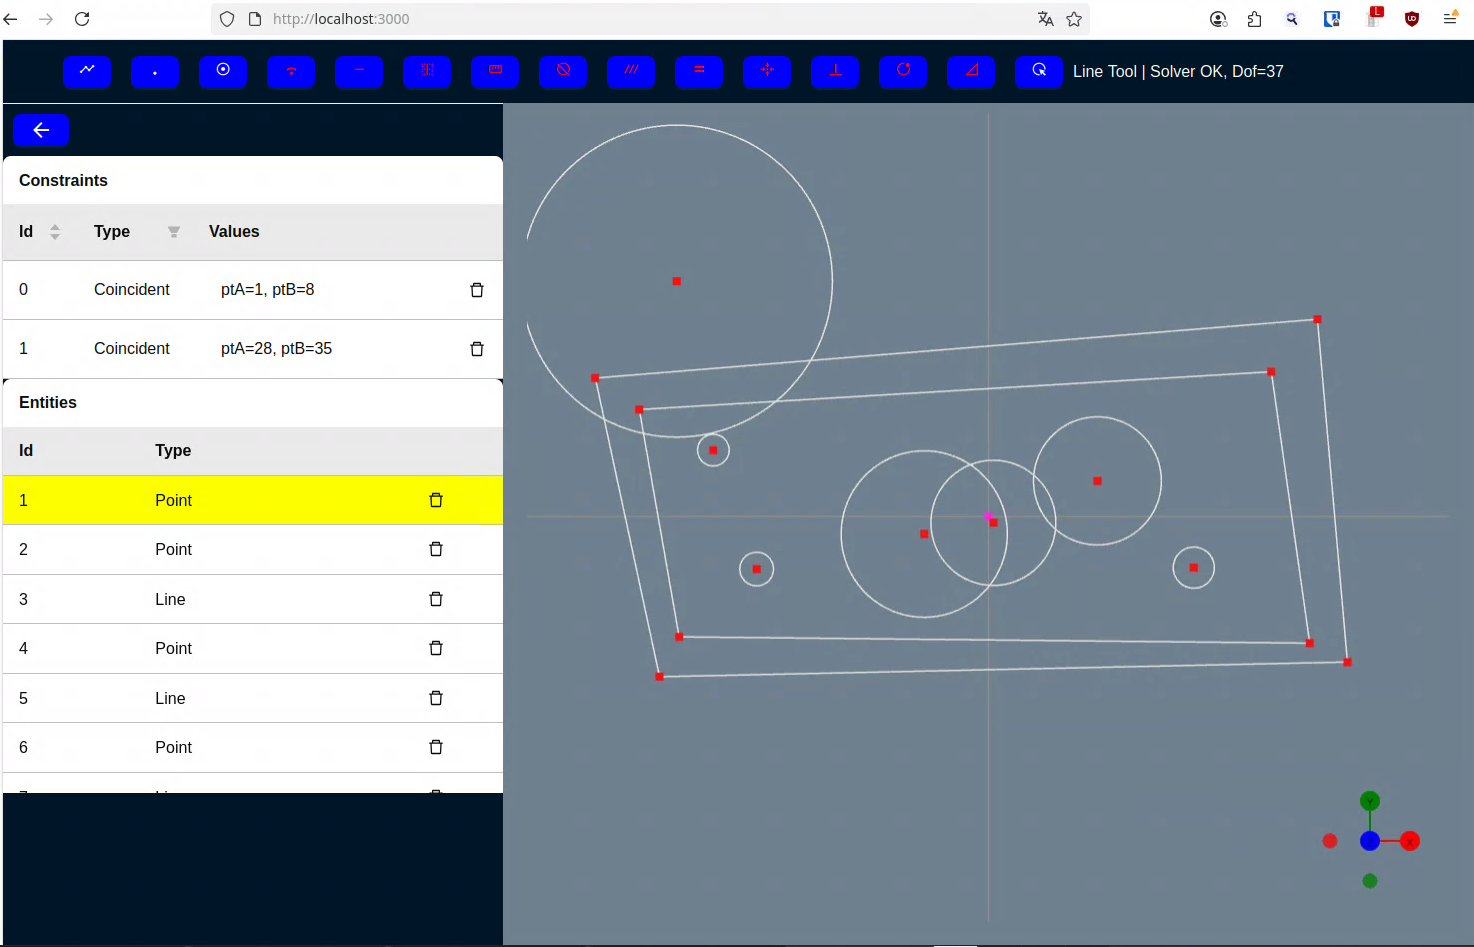 http://localhost:3000
L
Line Tool | Solver OK, Dof=37
Constraints
Id Type Values
0 Coincident ptA=1, ptB=8
1 Coincident ptA=28, ptB=35
Entities
Id Type
1 Point
2 Point
3 Line
4 Point
5 Line
6 Point
Y
X